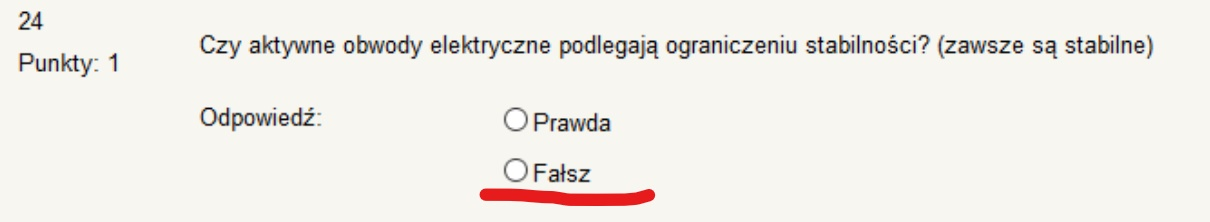 24
Punkty: 1
Czy aktywne obwody elektryczne podlegają ograniczeniu stabilności? (zawsze są stabilne)
Odpowiedź:
Prawda
Fałsz